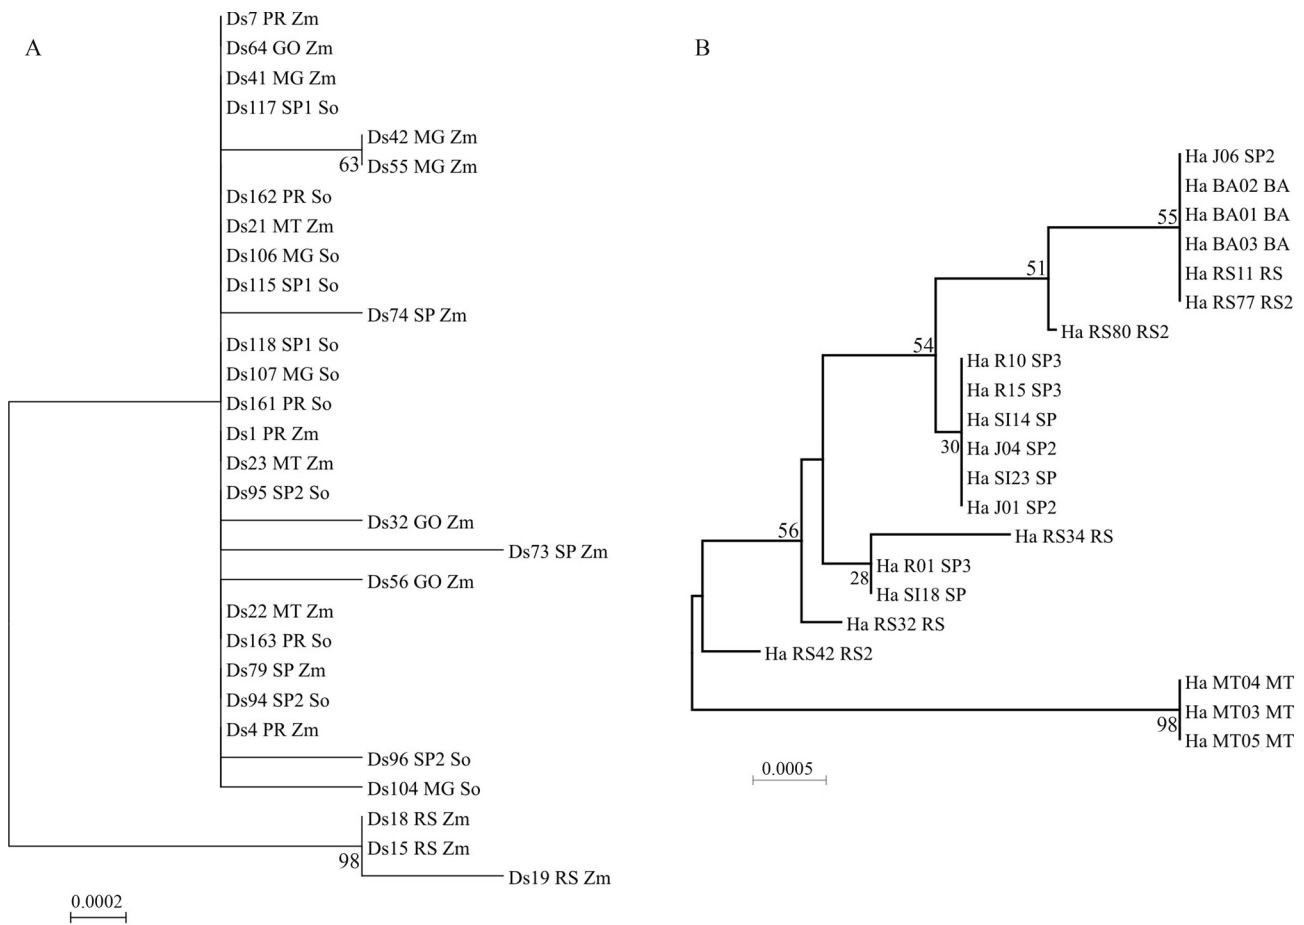 A
Ds7 PR Zm
Ds64 GO Zm
Ds41 MG Zm
Ds117 SP1 So
Ds42 MG Zm
63
Ds55 MG Zm
Ds162 PR So
Ds21 MT Zm
Ds106 MG So
Ds115 SP1 So
Ds74 SP Zm
Ds118 SP1 So
Ds107 MG So
Ds161 PR So
Ds1 PR Zm
Ds23 MT Zm
Ds95 SP2 So
Ds32 GO Zm
Ds73 SP Zm
Ds56 GO Zm
Ds22 MT Zm
Ds163 PR So
Ds79 SP Zm
Ds94 SP2 So
Ds4 PR Zm
Ds96 SP2 So
Ds104 MG So
Ds18 RS Zm
Ds15 RS Zm
98
Ds19 RS Zm
0.0002
B
Ha J06 SP2
Ha BA02 BA
55
Ha BA01 BA
Ha BA03 BA
51
Ha RS11 RS
Ha RS77 RS2
Ha RS80 RS2
54
Ha R10 SP3
Ha R15 SP3
Ha SI14 SP
30
Ha J04 SP2
Ha SI23 SP
Ha J01 SP2
56
Ha RS34 RS
Ha R01 SP3
28
Ha SI18 SP
Ha RS32 RS
Ha RS42 RS2
Ha MT04 MT
Ha MT03 MT
98
Ha MT05 MT
0.0005